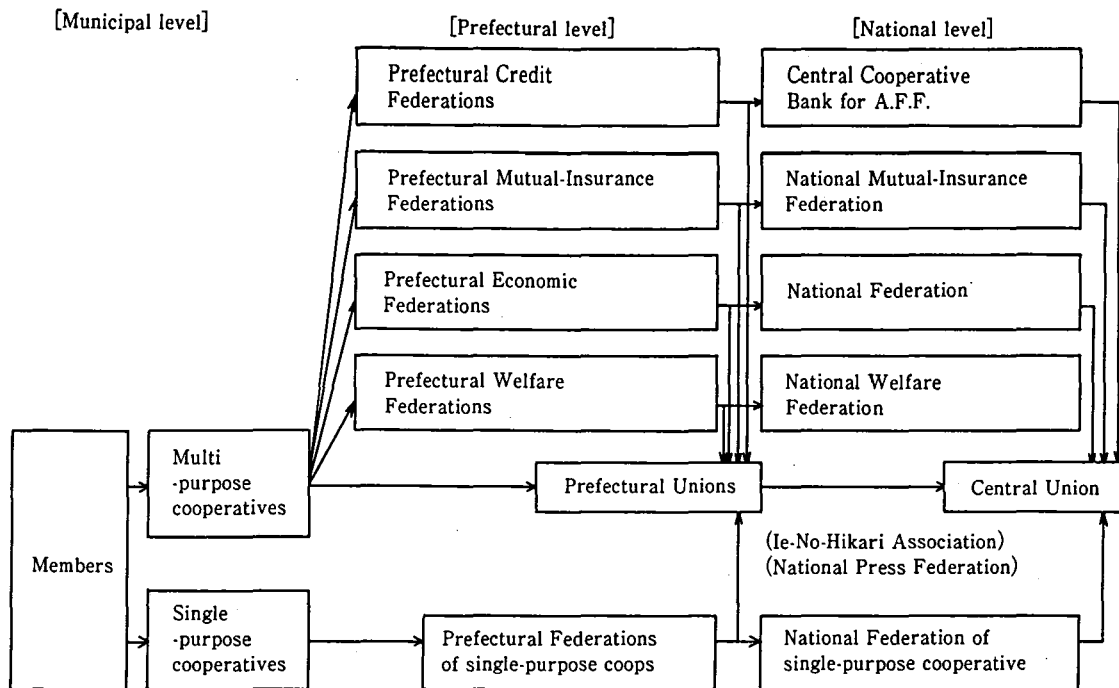 [Municipal level]
[Prefectural level]
[National level]
Prefectural Credit
Federations
Central Cooperative
Bank for A.F.F.
Prefectural Mutual-Insurance
Federations
National Mutual-Insurance
Federation
Prefectural Economic
Federations
National Federation
Prefectural Welfare
Federations
National Welfare
Federation
Members
Multi
-purpose
cooperatives
Prefectural Unions
Central Union
(Ie-No-Hikari Association)
(National Press Federation)
Single
-purpose
cooperatives
Prefectural Federations
of single-purpose coops
National Federation of
single-purpose cooperative